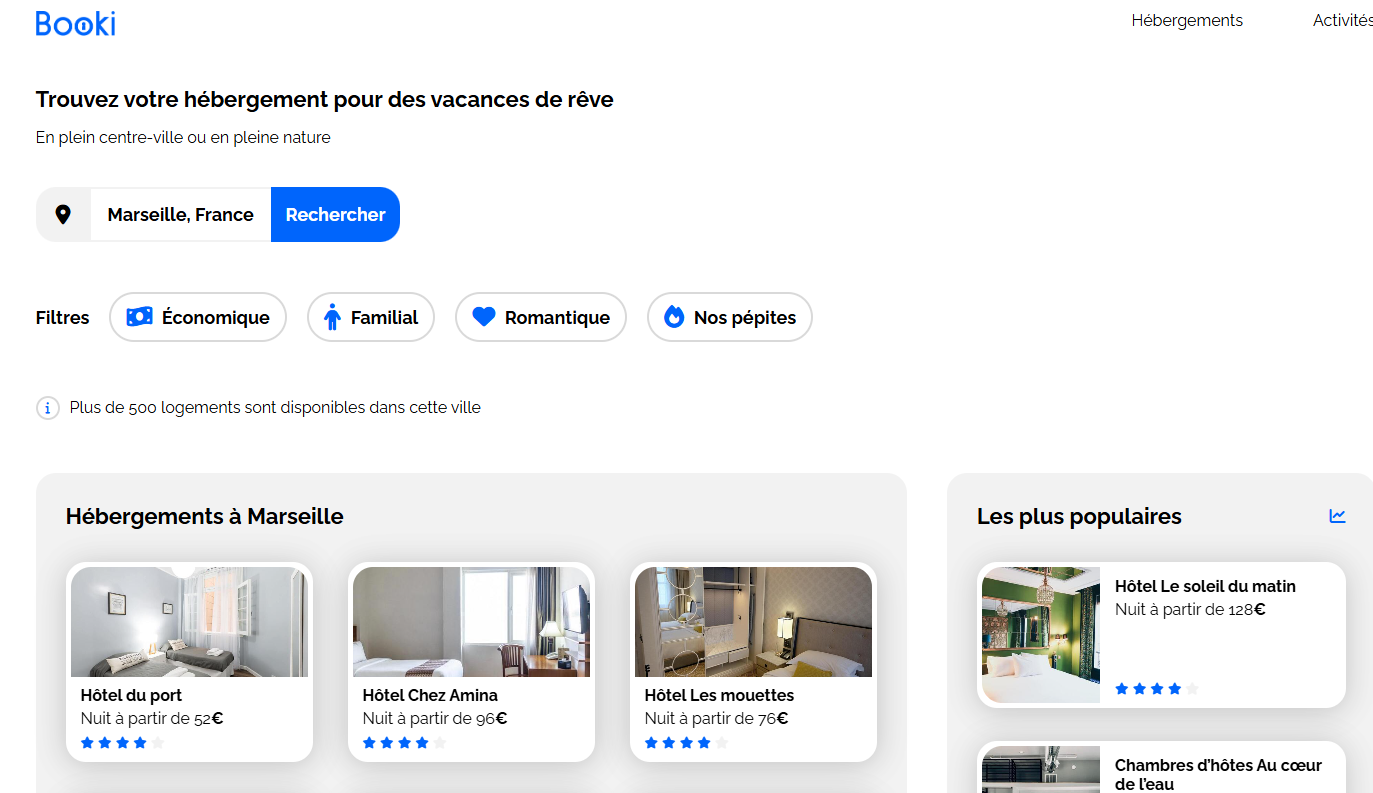 Booki
Hébergements
Activités
Trouvez votre hébergement pour des vacances de rêve
En plein centre-ville ou en pleine nature
Marseille, France
Rechercher
Filtres
Économique
Familial
Romantique
Nos pépites
Plus de 500 logements sont disponibles dans cette ville
Hébergements à Marseille
Hôtel du port
Nuit à partir de 52€
Hôtel Chez Amina
Nuit à partir de 96€
Hôtel Les mouettes
Nuit à partir de 76€
Les plus populaires
Hôtel Le soleil du matin
Nuit à partir de 128€
Chambres d’hôtes Au cœur
de l’eau